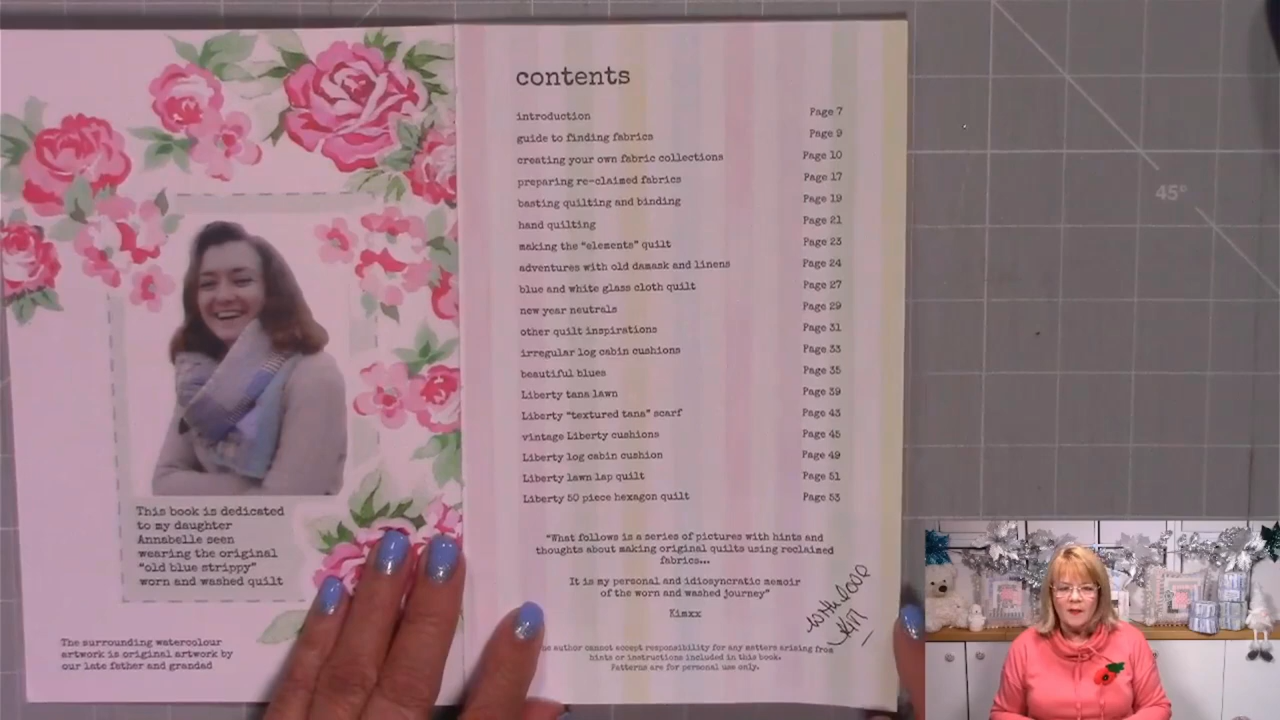 This book is dedicated
to my daughter
Annabelle seen
wearing the original
"old blue strippy"
worn and washed quilt
The surrounding watercolour
artwork is original artwork by
our late father and grandad
contents
introduction Page 7
guide to finding fabrics Page 9
creating your own fabric collections Page 10
preparing re-claimed fabrics Page 17
basting quilting and binding Page 19
hand quilting Page 21
making the "elements" quilt Page 23
adventures with old damask and linens Page 24
blue and white glass cloth quilt Page 27
new year neutrals Page 29
other quilt inspirations Page 31
irregular log cabin cushions Page 33
beautiful blues Page 35
Liberty tana lawn Page 39
Liberty "textured tana" scarf Page 43
vintage Liberty cushions Page 45
Liberty log cabin cushion Page 49
Liberty lawn lap quilt Page 51
Liberty 50 piece hexagon quilt Page 53
"What follows is a series of pictures with hints and
thoughts about making original quilts using reclaimed
fabrics...
It is my personal and idiosyncratic memoir
of the worn and washed journey"
Kimxx
with love
Kim
author cannot accept responsibility for any matters arising from
hints or instructions included in this book.
Patterns are for personal use only.
45°